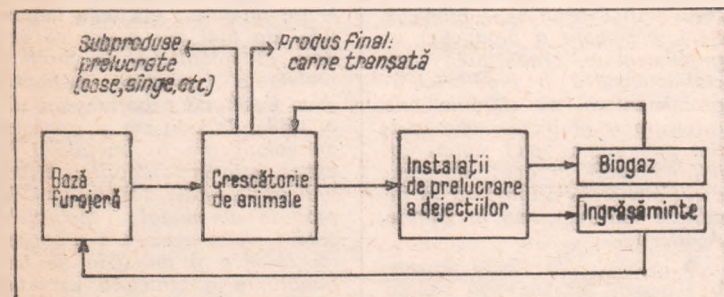 Subproduse
prelucrate
(oase, sînge, etc)
Produs final:
carne tranșată
Bază
furajeră
Crescătorie
de animale
Instalații
de prelucrare
a dejecțiilor
Biogaz
Ingrășăminte